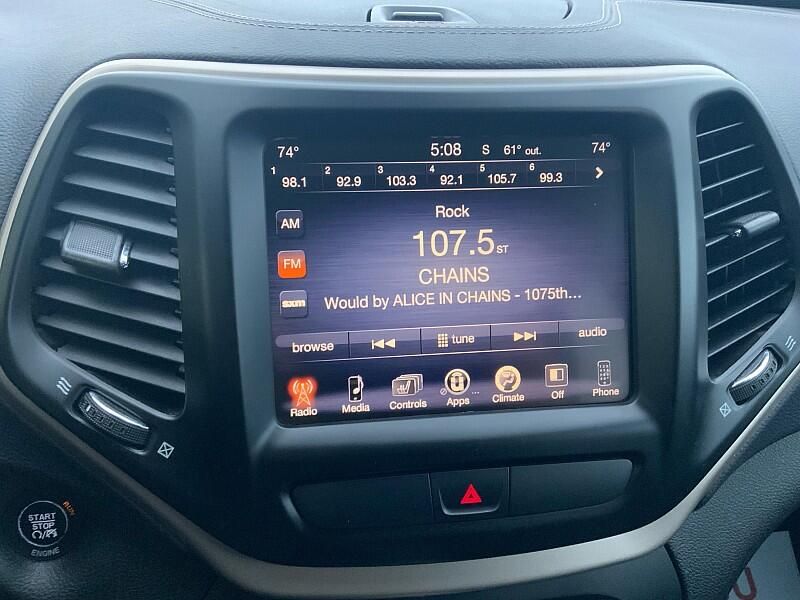 74° 5:08 S 61° out. 74°
1 98.1 2 92.9 3 103.3 4 92.1 5 105.7 6 99.3
Rock
AM
107.5 ST
FM
CHAINS
sxm
Would by ALICE IN CHAINS - 1075th...
browse tune audio
Radio Media Controls Apps ... Climate Off Phone
RUN
START
STOP
ENGINE